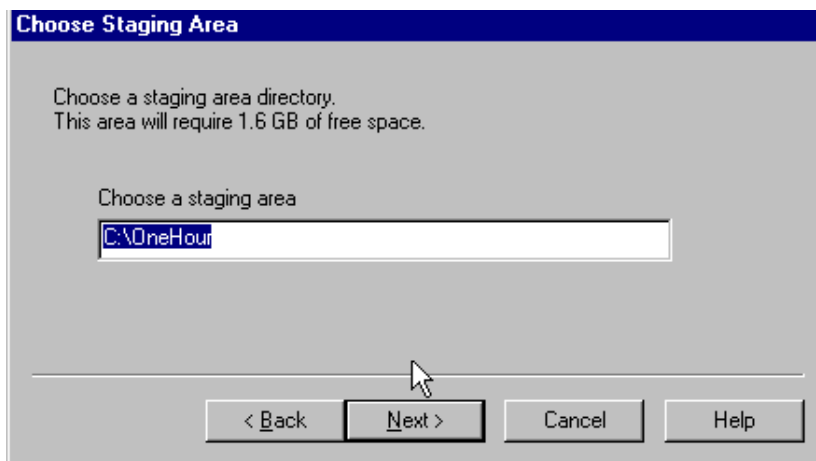 Choose Staging Area
Choose a staging area directory.
This area will require 1.6 GB of free space.
Choose a staging area
C:\OneHour
< Back Next > Cancel Help